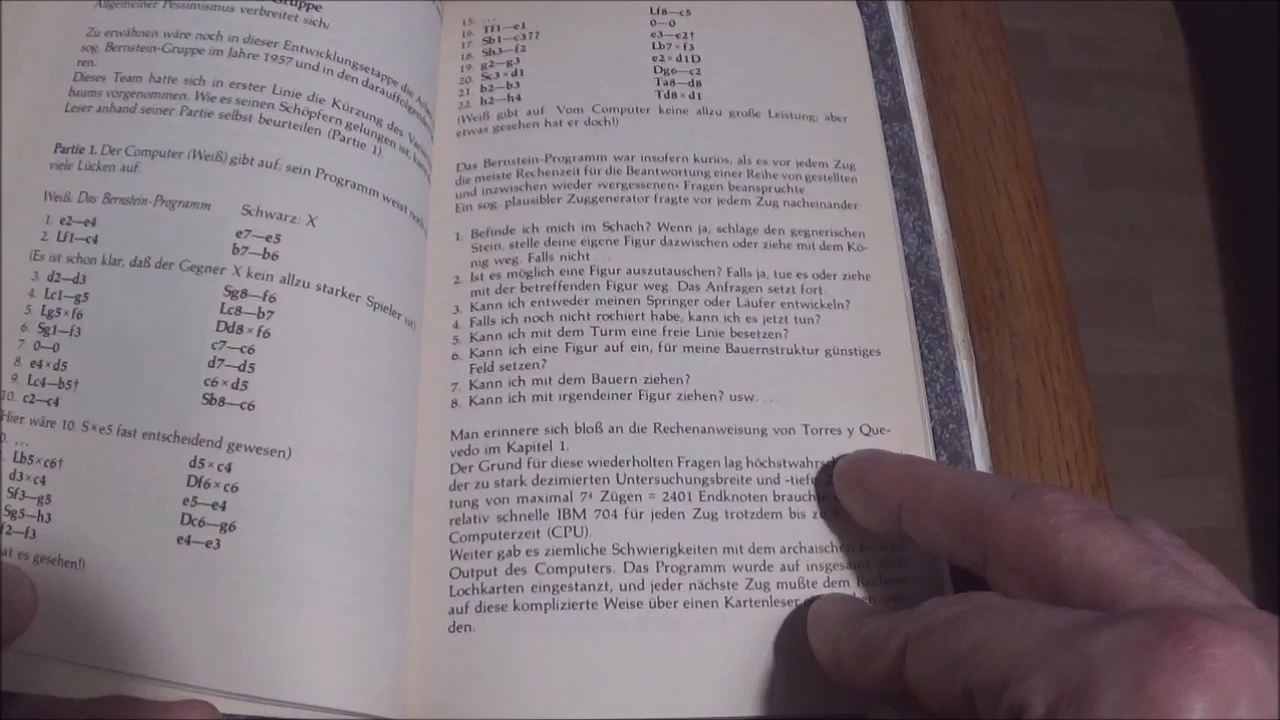 Gruppe
Allgemeiner Pessimismus verbreitet sich.
Zu erwähnen wäre noch in dieser Entwicklungsetappe die
sog. Bernstein-Gruppe im Jahre 1957 und in den darauffolgenden
ren.
Dieses Team hatte sich in erster Linie die Kürzung des
baums vorgenommen. Wie es seinen Schöpfern gelungen ist, kann
Leser anhand seiner Partie selbst beurteilen (Partie 1).
Partie 1. Der Computer (Weiß) gibt auf; sein Programm weist noch
viele Lücken auf.
Weiß: Das Bernstein-Programm Schwarz: X
1. e2—e4 e7—e5
2. Lf1—c4 b7—b6
(Es ist schon klar, daß der Gegner X kein allzu starker Spieler ist)
3. d2—d3 Sg8—f6
4. Lc1—g5 Lc8—b7
5. Lg5×f6 Dd8×f6
6. Sg1—f3 c7—c6
7. 0—0 d7—d5
8. e4×d5 c6×d5
9. Lc4—b5† Sb8—c6
10. c2—c4
Hier wäre 10. S×e5 fast entscheidend gewesen)
... d5×c4
Lb5×c6† Df6×c6
d3×c4 e5—e4
Sf3—g5 Dc6—g6
Sg5—h3 e4—e3
f2—f3
at es gesehen!)
15. ... Lf8—c5
16. Tf1—e1 0—0
17. Sb1—c3?? e3—e2†
18. Sh3—f2 Lb7×f3
19. g2—g3 e2×d1D
20. Sc3×d1 Dg6—c2
21. b2—b3 Ta8—d8
22. h2—h4 Td8×d1
(Weiß gibt auf. Vom Computer keine allzu große Leistung; aber
etwas gesehen hat er doch!)
Das Bernstein-Programm war insofern kurios, als es vor jedem Zug
die meiste Rechenzeit für die Beantwortung einer Reihe von gestellten
und inzwischen wieder »vergessenen« Fragen beanspruchte.
Ein sog. plausibler Zuggenerator fragte vor jedem Zug nacheinander
1. Befinde ich mich im Schach? Wenn ja, schlage den gegnerischen
Stein, stelle deine eigene Figur dazwischen oder ziehe mit dem Kö-
nig weg. Falls nicht ...
2. Ist es möglich eine Figur auszutauschen? Falls ja, tue es oder ziehe
mit der betreffenden Figur weg. Das Anfragen setzt fort.
3. Kann ich entweder meinen Springer oder Läufer entwickeln?
4. Falls ich noch nicht rochiert habe, kann ich es jetzt tun?
5. Kann ich mit dem Turm eine freie Linie besetzen?
6. Kann ich eine Figur auf ein, für meine Bauernstruktur günstiges
Feld setzen?
7. Kann ich mit dem Bauern ziehen?
8. Kann ich mit irgendeiner Figur ziehen? usw. ...
Man erinnere sich bloß an die Rechenanweisung von Torres y Que-
vedo im Kapitel 1.
Der Grund für diese wiederholten Fragen lag
der zu stark dezimierten Untersuchungsbreite und -tiefe
tung von maximal 7⁴ Zügen = 2401 Endknoten
relativ schnelle IBM 704 für jeden Zug trotzdem bis
Computerzeit (CPU).
Weiter gab es ziemliche Schwierigkeiten mit dem archaischen
Output des Computers. Das Programm wurde auf insgesamt
Lochkarten eingestanzt, und jeder nächste Zug mußte dem
auf diese komplizierte Weise über einen Kartenleser
den.